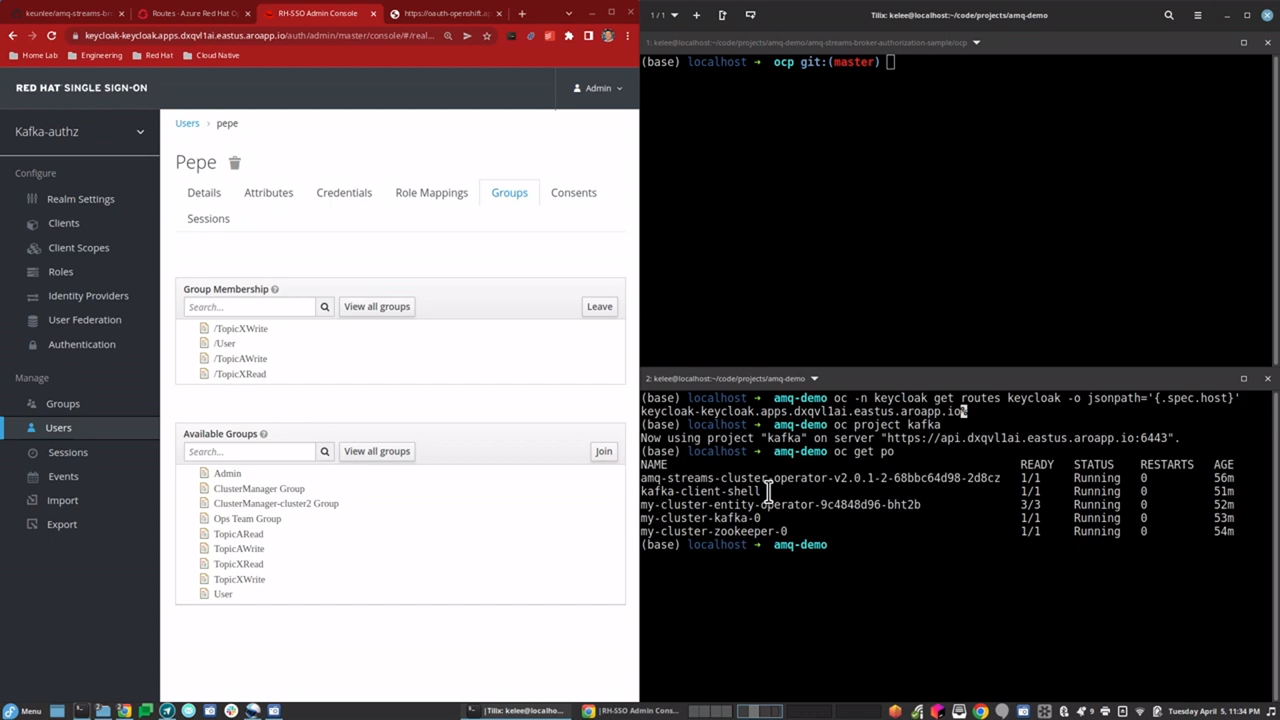 keunlee/amq-streams-br
Routes · Azure Red Hat O
RH-SSO Admin Console
https://oauth-openshift.ap
keycloak-keycloak.apps.dxqvl1ai.eastus.aroapp.io/auth/admin/master/console/#/real...
Home Lab
Engineering
Red Hat
Cloud Native
RED HAT SINGLE SIGN-ON
Admin
Kafka-authz
Configure
Realm Settings
Clients
Client Scopes
Roles
Identity Providers
User Federation
Authentication
Manage
Groups
Users
Sessions
Events
Import
Export
Users > pepe
Pepe
Details
Attributes
Credentials
Role Mappings
Groups
Consents
Sessions
Group Membership
Search...
View all groups
Leave
/TopicXWrite
/User
/TopicAWrite
/TopicXRead
Available Groups
Search...
View all groups
Join
Admin
ClusterManager Group
ClusterManager-cluster2 Group
Ops Team Group
TopicARead
TopicAWrite
TopicXRead
TopicXWrite
User
1 / 1
Tilix: kelee@localhost:~/code/projects/amq-demo
1: kelee@localhost:~/code/projects/amq-demo/amq-streams-broker-authorization-sample/ocp
(base) localhost ➜ ocp git:(master)
2: kelee@localhost:~/code/projects/amq-demo
(base) localhost ➜ amq-demo oc -n keycloak get routes keycloak -o jsonpath='{.spec.host}'
keycloak-keycloak.apps.dxqvl1ai.eastus.aroapp.io%
(base) localhost ➜ amq-demo oc project kafka
Now using project "kafka" on server "https://api.dxqvl1ai.eastus.aroapp.io:6443".
(base) localhost ➜ amq-demo oc get po
NAME READY STATUS RESTARTS AGE
amq-streams-cluster-operator-v2.0.1-2-68bbc64d98-2d8cz 1/1 Running 0 56m
kafka-client-shell 1/1 Running 0 51m
my-cluster-entity-operator-9c4848d96-bht2b 3/3 Running 0 52m
my-cluster-kafka-0 1/1 Running 0 53m
my-cluster-zookeeper-0 1/1 Running 0 54m
(base) localhost ➜ amq-demo
Menu
[Tilix: kelee@localho...
[RH-SSO Admin Cons...
9
Tuesday April 5, 11:34 PM